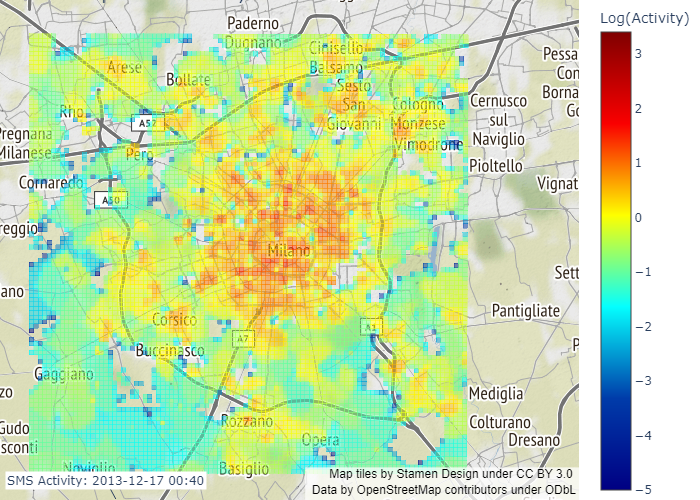 Log(Activity)
Paderno
Dugnano
Cinisello
Balsamo
Arese
Bollate
Sesto
San
Giovanni
Cologno
Monzese
Cernusco
sul
Naviglio
Pessa
Con
Borna
Go
Rho
A52
Pregnana
Milanese
Pero
Vimodrone
Pioltello
Cornaredo
A50
Vignat
reggio
Milano
ano
Sett
Corsico
Pantigliate
A7
A1
Buccinasco
P
Gaggiano
zo
Mediglia
Rozzano
Colturano
Gudo
sconti
Opera
Dresano
Noviglio
Basiglio
SMS Activity: 2013-12-17 00:40
Map tiles by Stamen Design under CC BY 3.0
Data by OpenStreetMap contributors under ODbL
3
2
1
0
−1
−2
−3
−4
−5